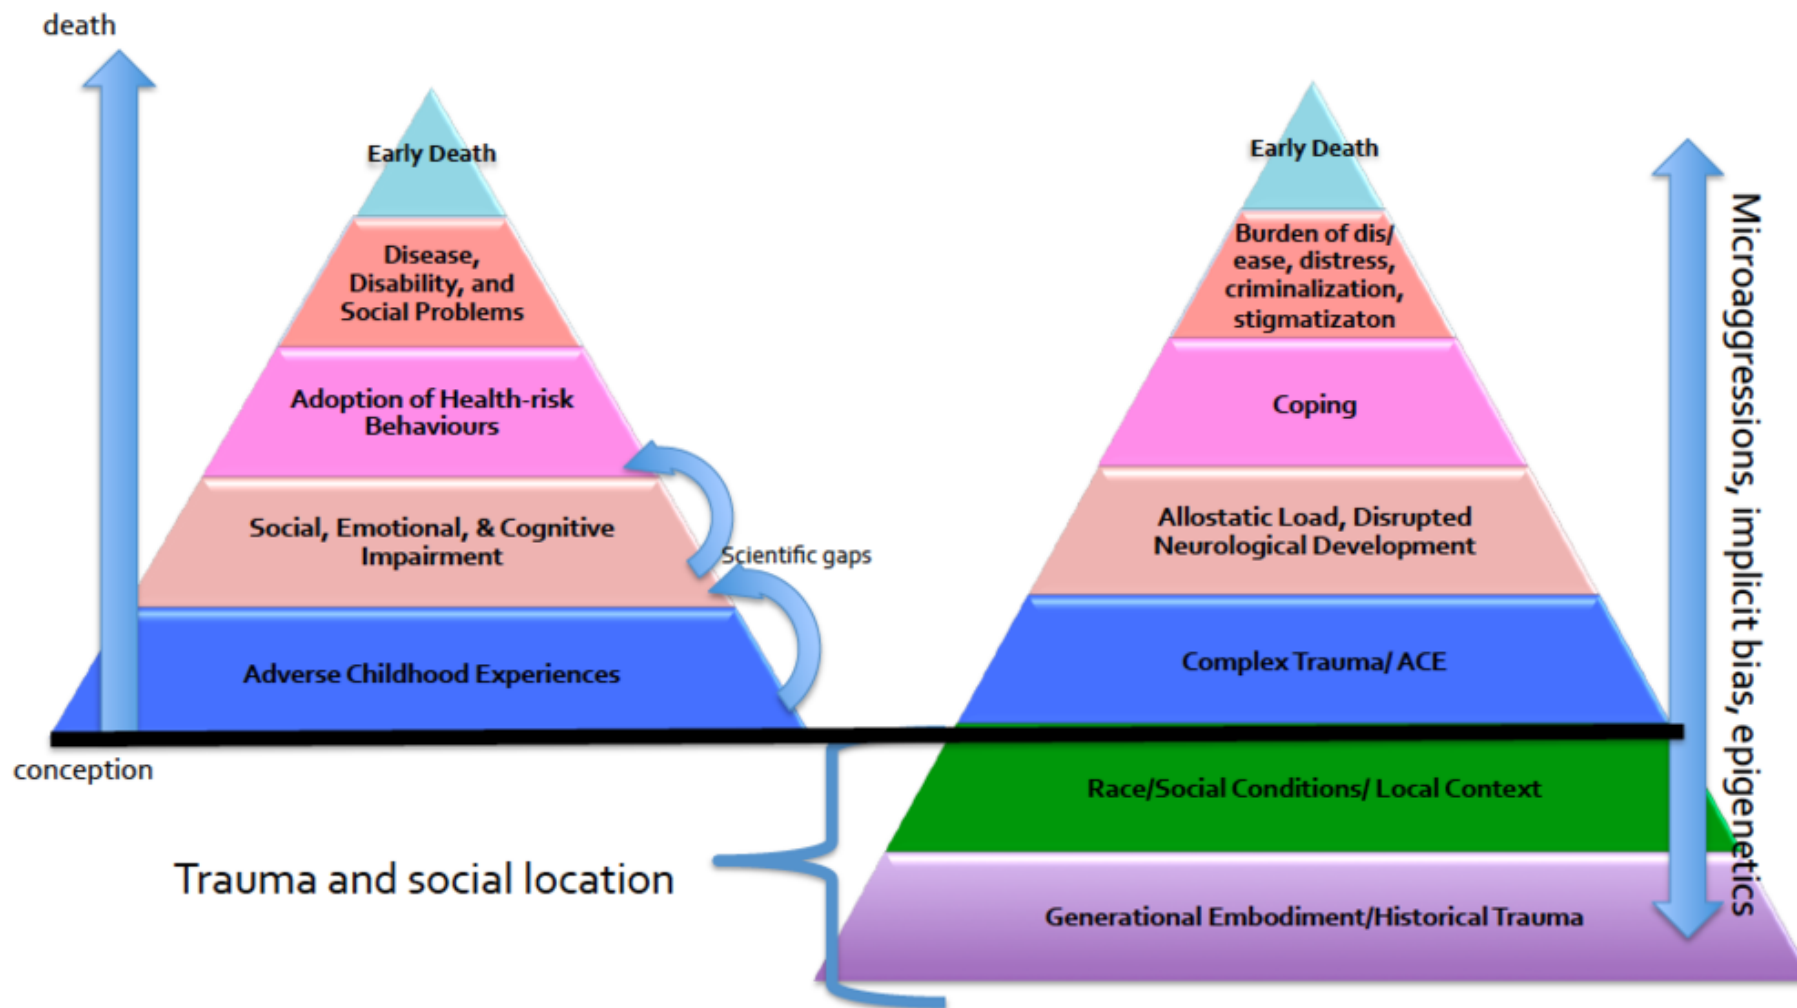 death
Early Death
Disease,
Disability, and
Social Problems
Adoption of Health-risk
Behaviours
Social, Emotional, & Cognitive
Impairment
Scientific gaps
Adverse Childhood Experiences
conception
Trauma and social location
Early Death
Burden of dis/
ease, distress,
criminalization,
stigmatizaton
Coping
Allostatic Load, Disrupted
Neurological Development
Complex Trauma/ ACE
Race/Social Conditions/ Local Context
Generational Embodiment/Historical Trauma
Microaggressions, implicit bias, epigenetics